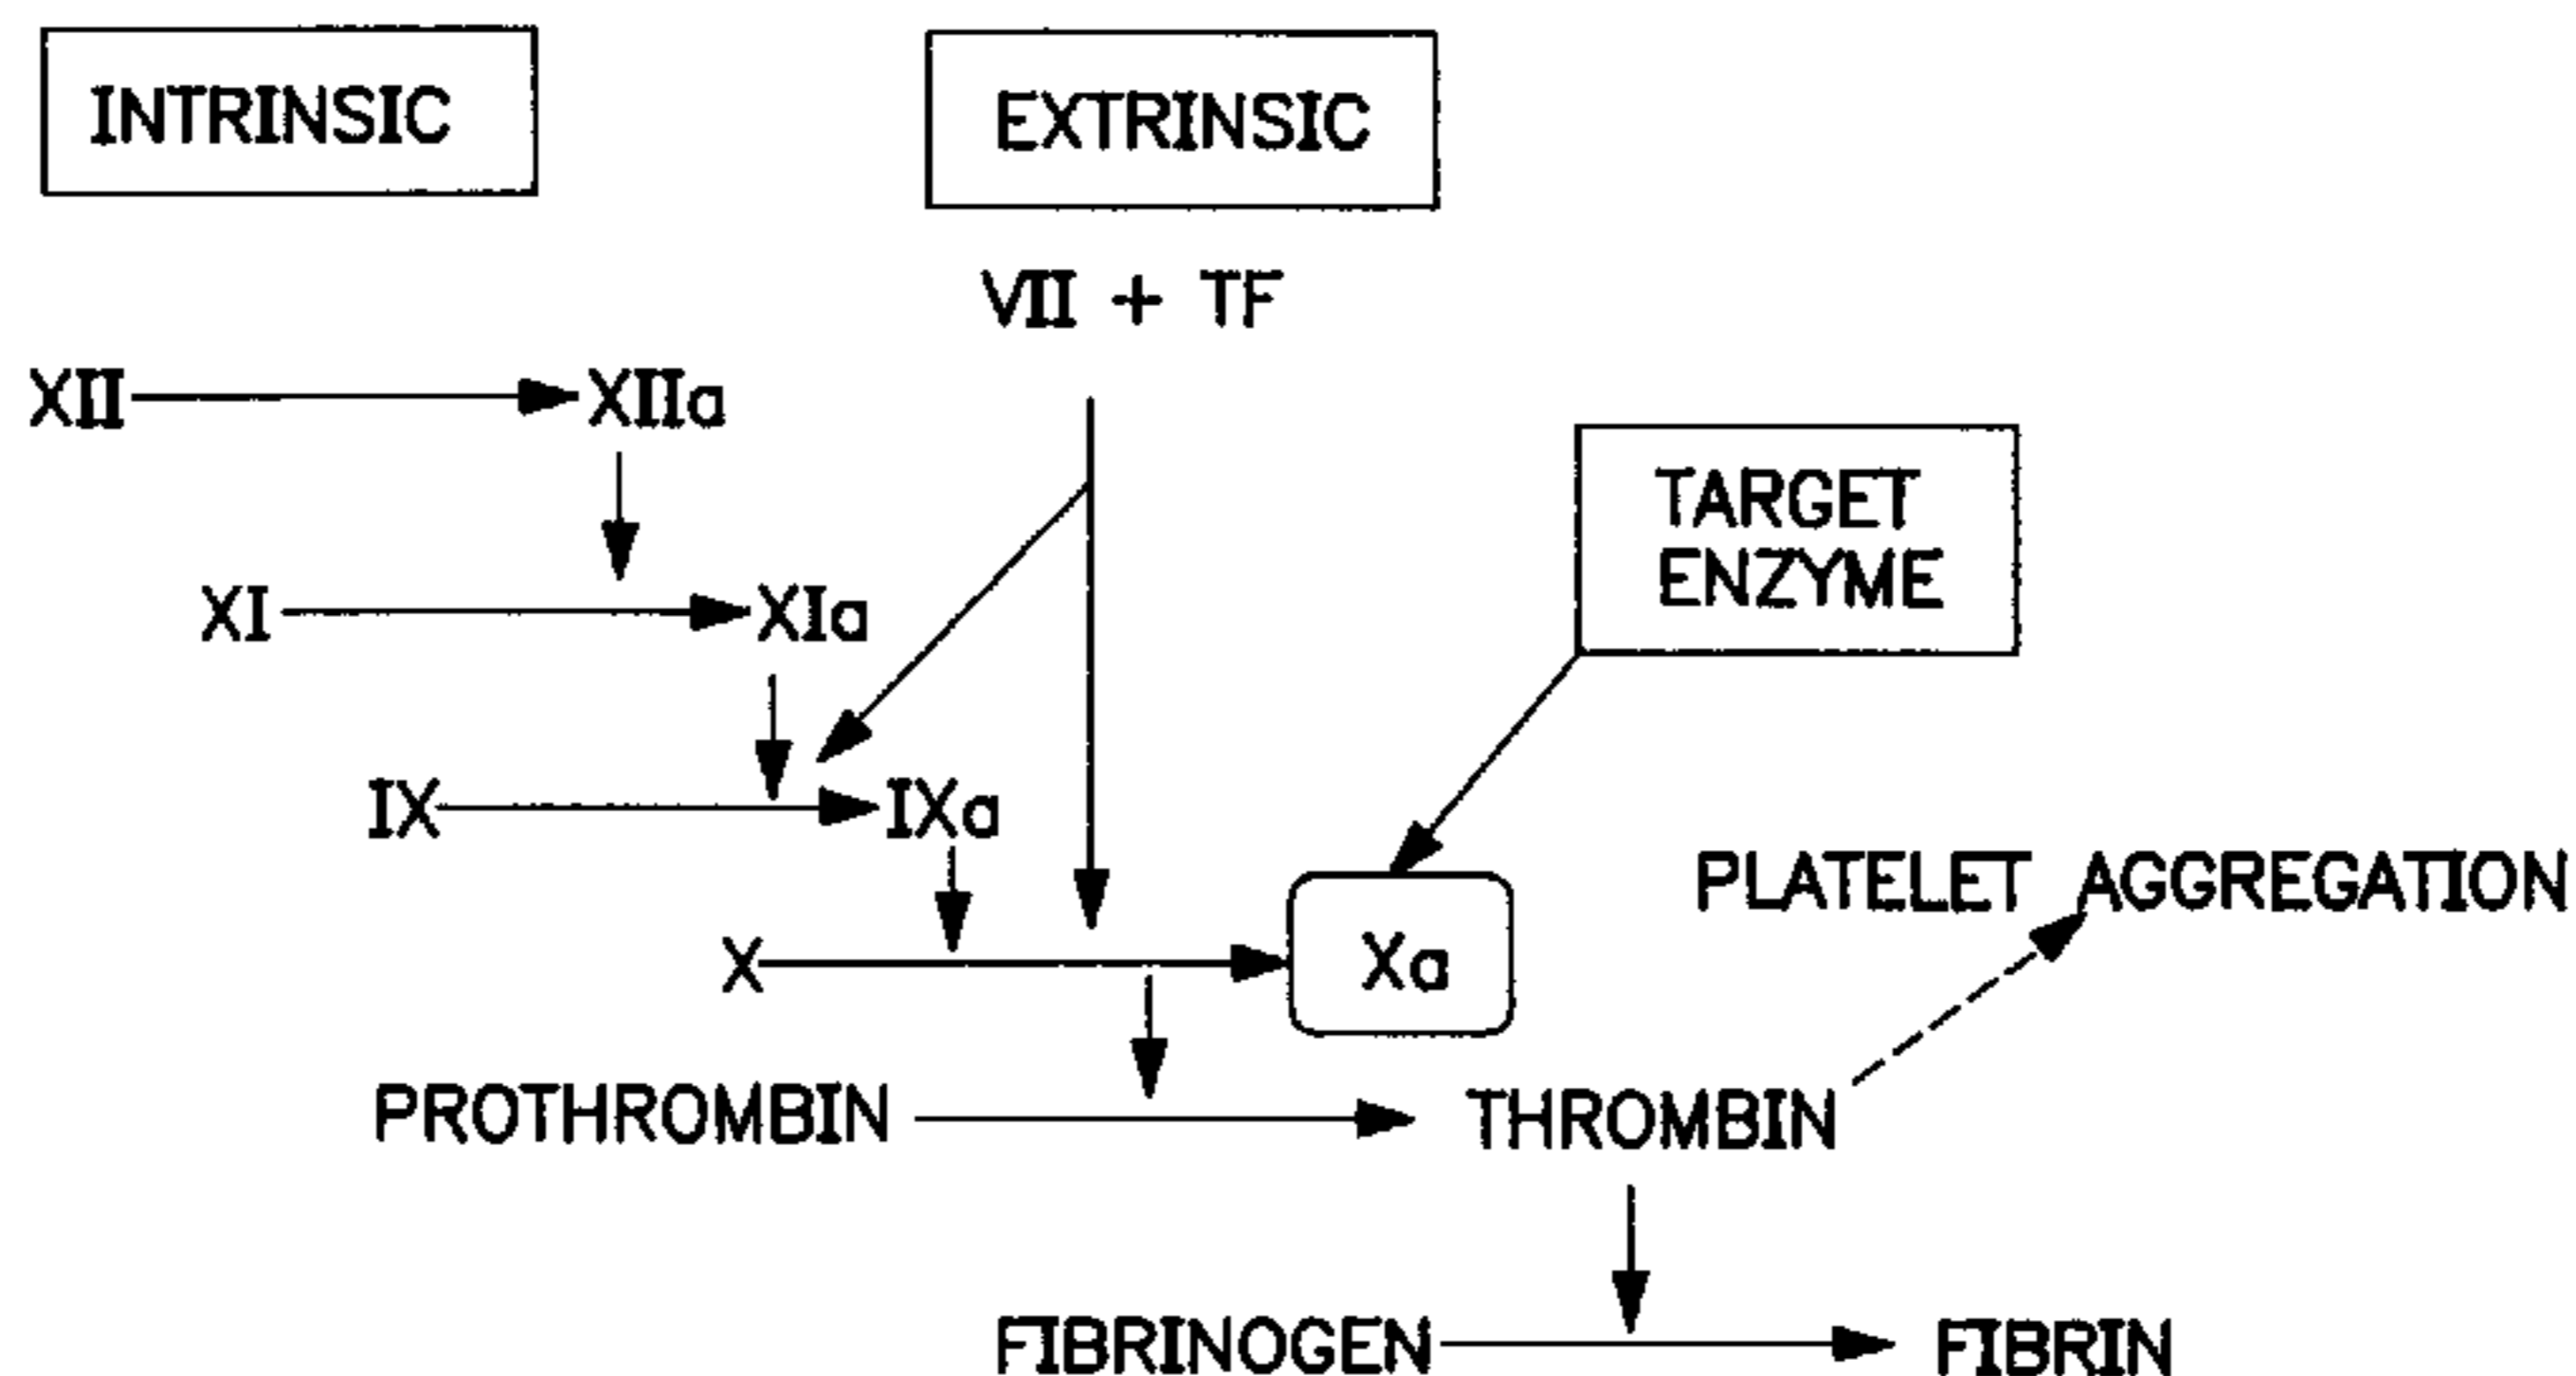 INTRINSIC
EXTRINSIC
VII + TF
XII
XIIa
TARGET
ENZYME
XI
XIa
IX
IXa
PLATELET AGGREGATION
X
Xa
PROTHROMBIN
THROMBIN
FIBRINOGEN
FIBRIN